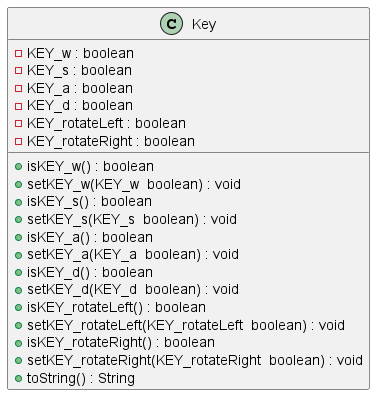 C Key
KEY_w : boolean
KEY_s : boolean
KEY_a : boolean
KEY_d : boolean
KEY_rotateLeft : boolean
KEY_rotateRight : boolean
isKEY_w() : boolean
setKEY_w(KEY_w  boolean) : void
isKEY_s() : boolean
setKEY_s(KEY_s  boolean) : void
isKEY_a() : boolean
setKEY_a(KEY_a  boolean) : void
isKEY_d() : boolean
setKEY_d(KEY_d  boolean) : void
isKEY_rotateLeft() : boolean
setKEY_rotateLeft(KEY_rotateLeft  boolean) : void
isKEY_rotateRight() : boolean
setKEY_rotateRight(KEY_rotateRight  boolean) : void
toString() : String